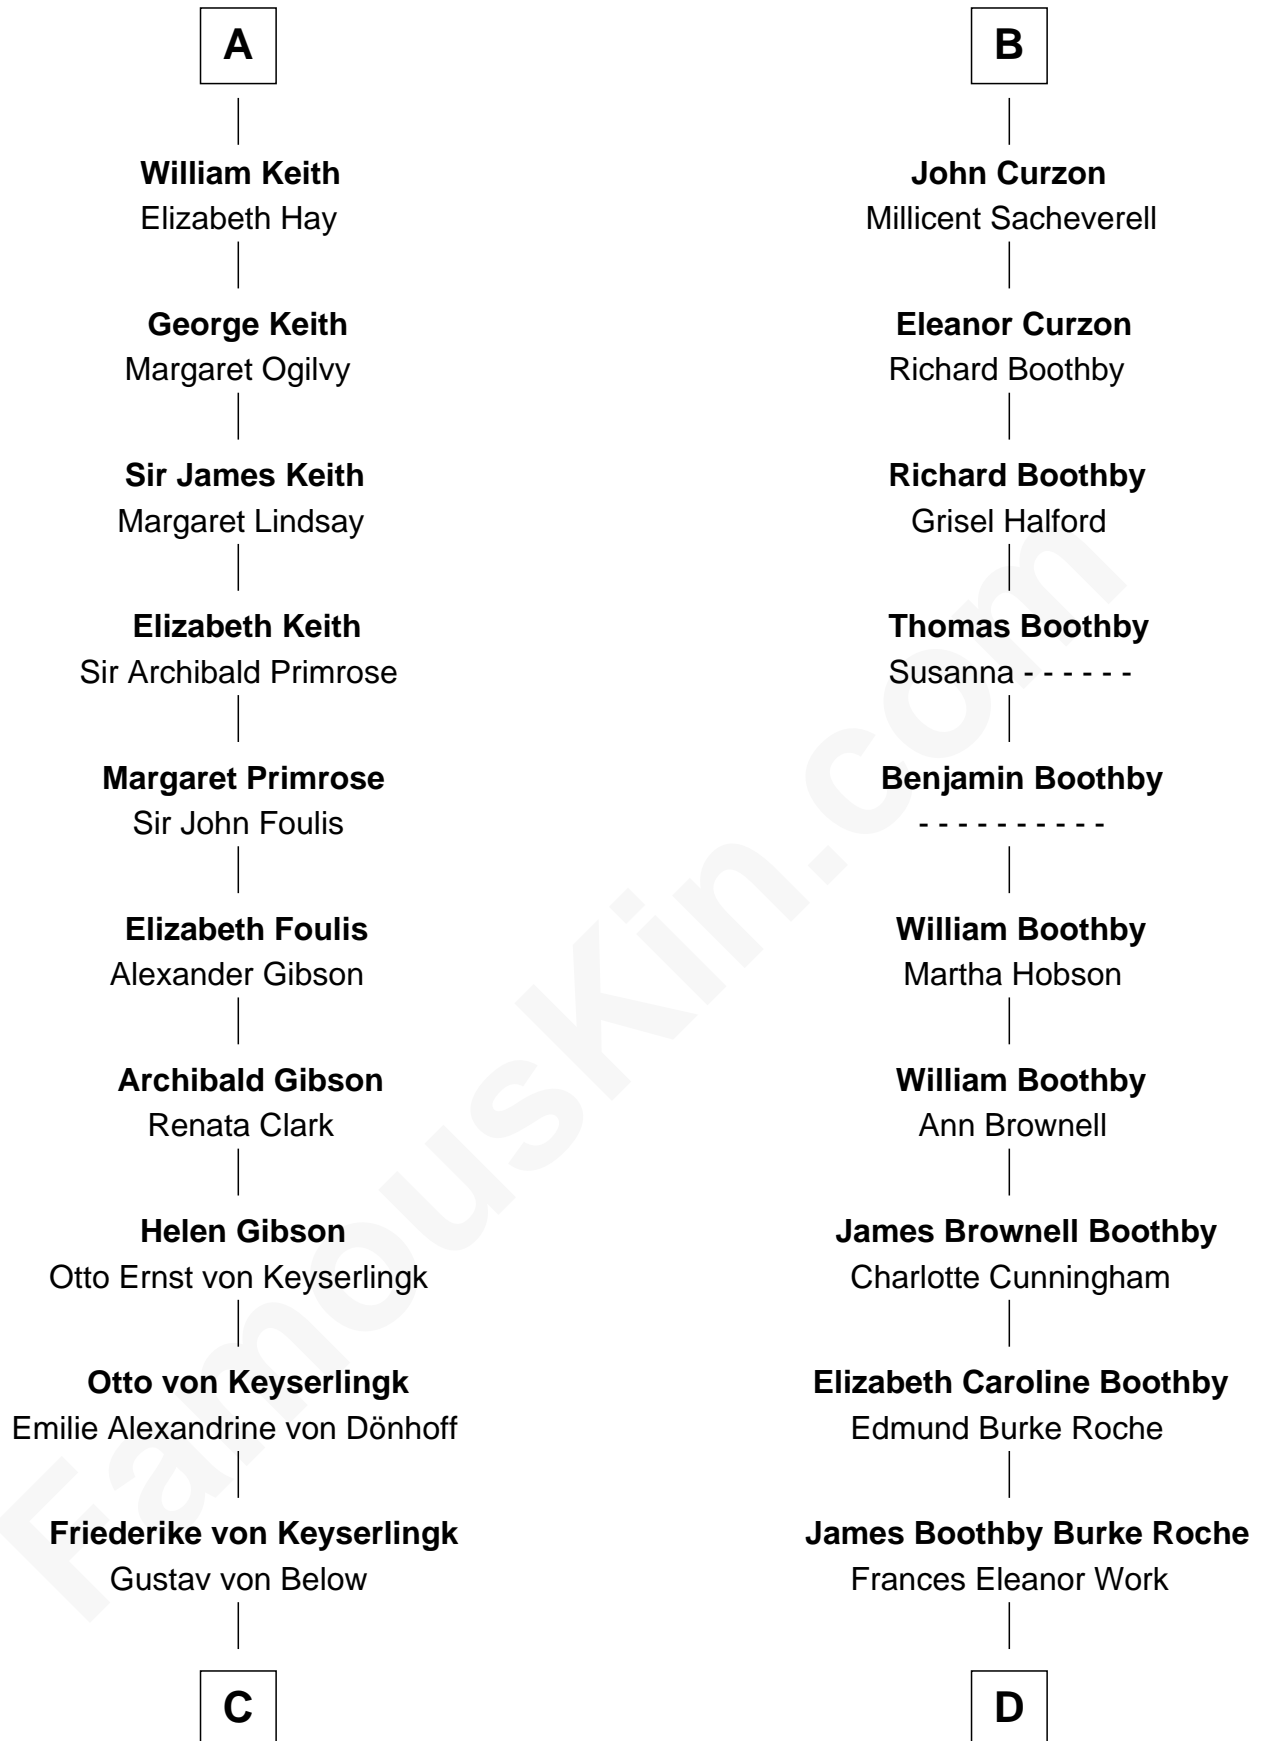 A
William Keith
Elizabeth Hay
George Keith
Margaret Ogilvy
Sir James Keith
Margaret Lindsay
Elizabeth Keith
Sir Archibald Primrose
Margaret Primrose
Sir John Foulis
Elizabeth Foulis
Alexander Gibson
Archibald Gibson
Renata Clark
Helen Gibson
Otto Ernst von Keyserlingk
Otto von Keyserlingk
Emilie Alexandrine von Dönhoff
Friederike von Keyserlingk
Gustav von Below
C
B
John Curzon
Millicent Sacheverell
Eleanor Curzon
Richard Boothby
Richard Boothby
Grisel Halford
Thomas Boothby
Susanna - - - - - -
Benjamin Boothby
- - - - - - - - - -
William Boothby
Martha Hobson
William Boothby
Ann Brownell
James Brownell Boothby
Charlotte Cunningham
Elizabeth Caroline Boothby
Edmund Burke Roche
James Boothby Burke Roche
Frances Eleanor Work
D
FamousKin.com